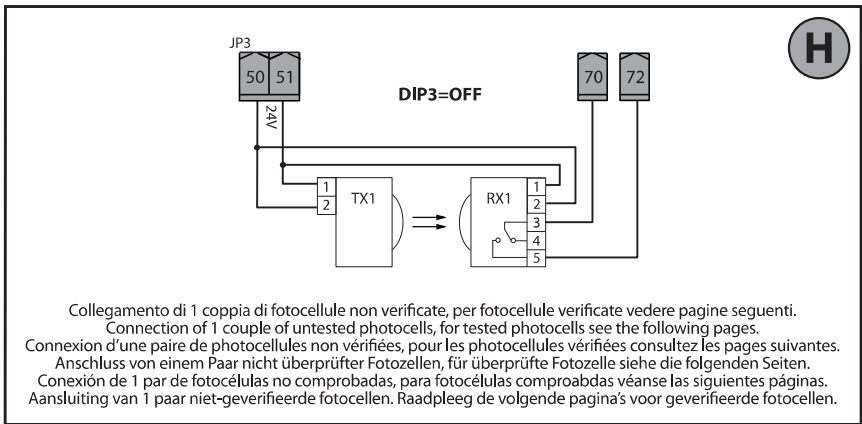 H
JP3
50 51
70 72
24V
DIP3=OFF
1
2
TX1
RX1
1
2
3
4
5
Collegamento di 1 coppia di fotocellule non verificate, per fotocellule verificate vedere pagine seguenti.
Connection of 1 couple of untested photocells, for tested photocells see the following pages.
Connexion d'une paire de photocellules non vérifiées, pour les photocellules vérifiées consultez les pages suivantes.
Anschluss von einem Paar nicht überprüfter Fotozellen, für überprüfte Fotozelle siehe die folgenden Seiten.
Conexión de 1 par de fotocélulas no comprobadas, para fotocélulas comproabdas véanse las siguientes páginas.
Aansluiting van 1 paar niet-geverifieerde fotocellen. Raadpleeg de volgende pagina's voor geverifieerde fotocellen.